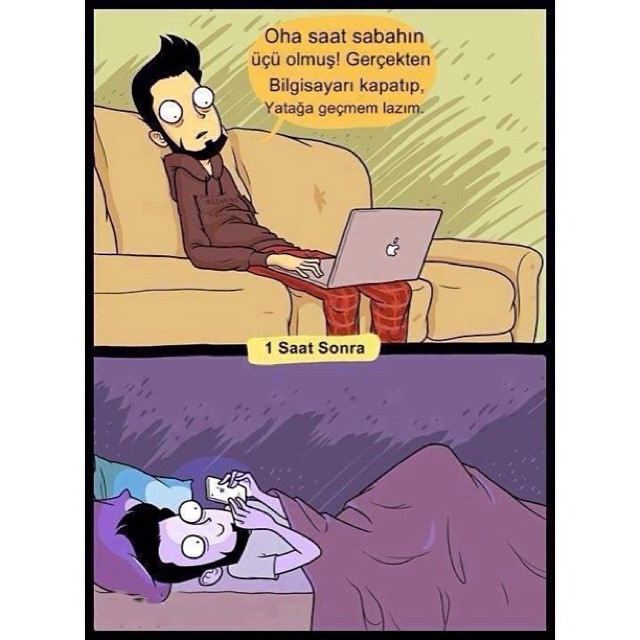 Oha saat sabahın
üçü olmuş! Gerçekten
Bilgisayarı kapatıp,
Yatağa geçmem lazım.
1 Saat Sonra